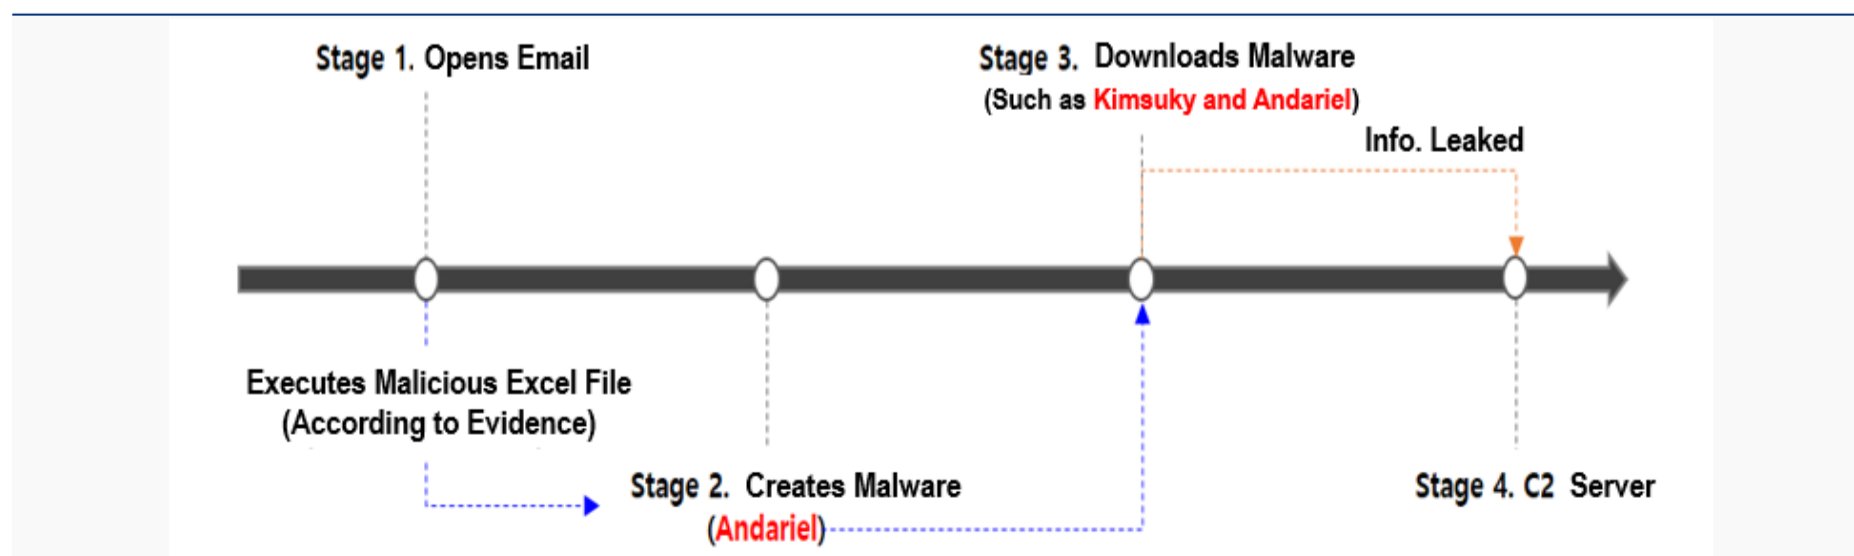 Stage 1. Opens Email
Stage 3. Downloads Malware
(Such as Kimsuky and Andariel)
Info. Leaked
Executes Malicious Excel File
(According to Evidence)
Stage 2. Creates Malware
(Andariel)
Stage 4. C2 Server